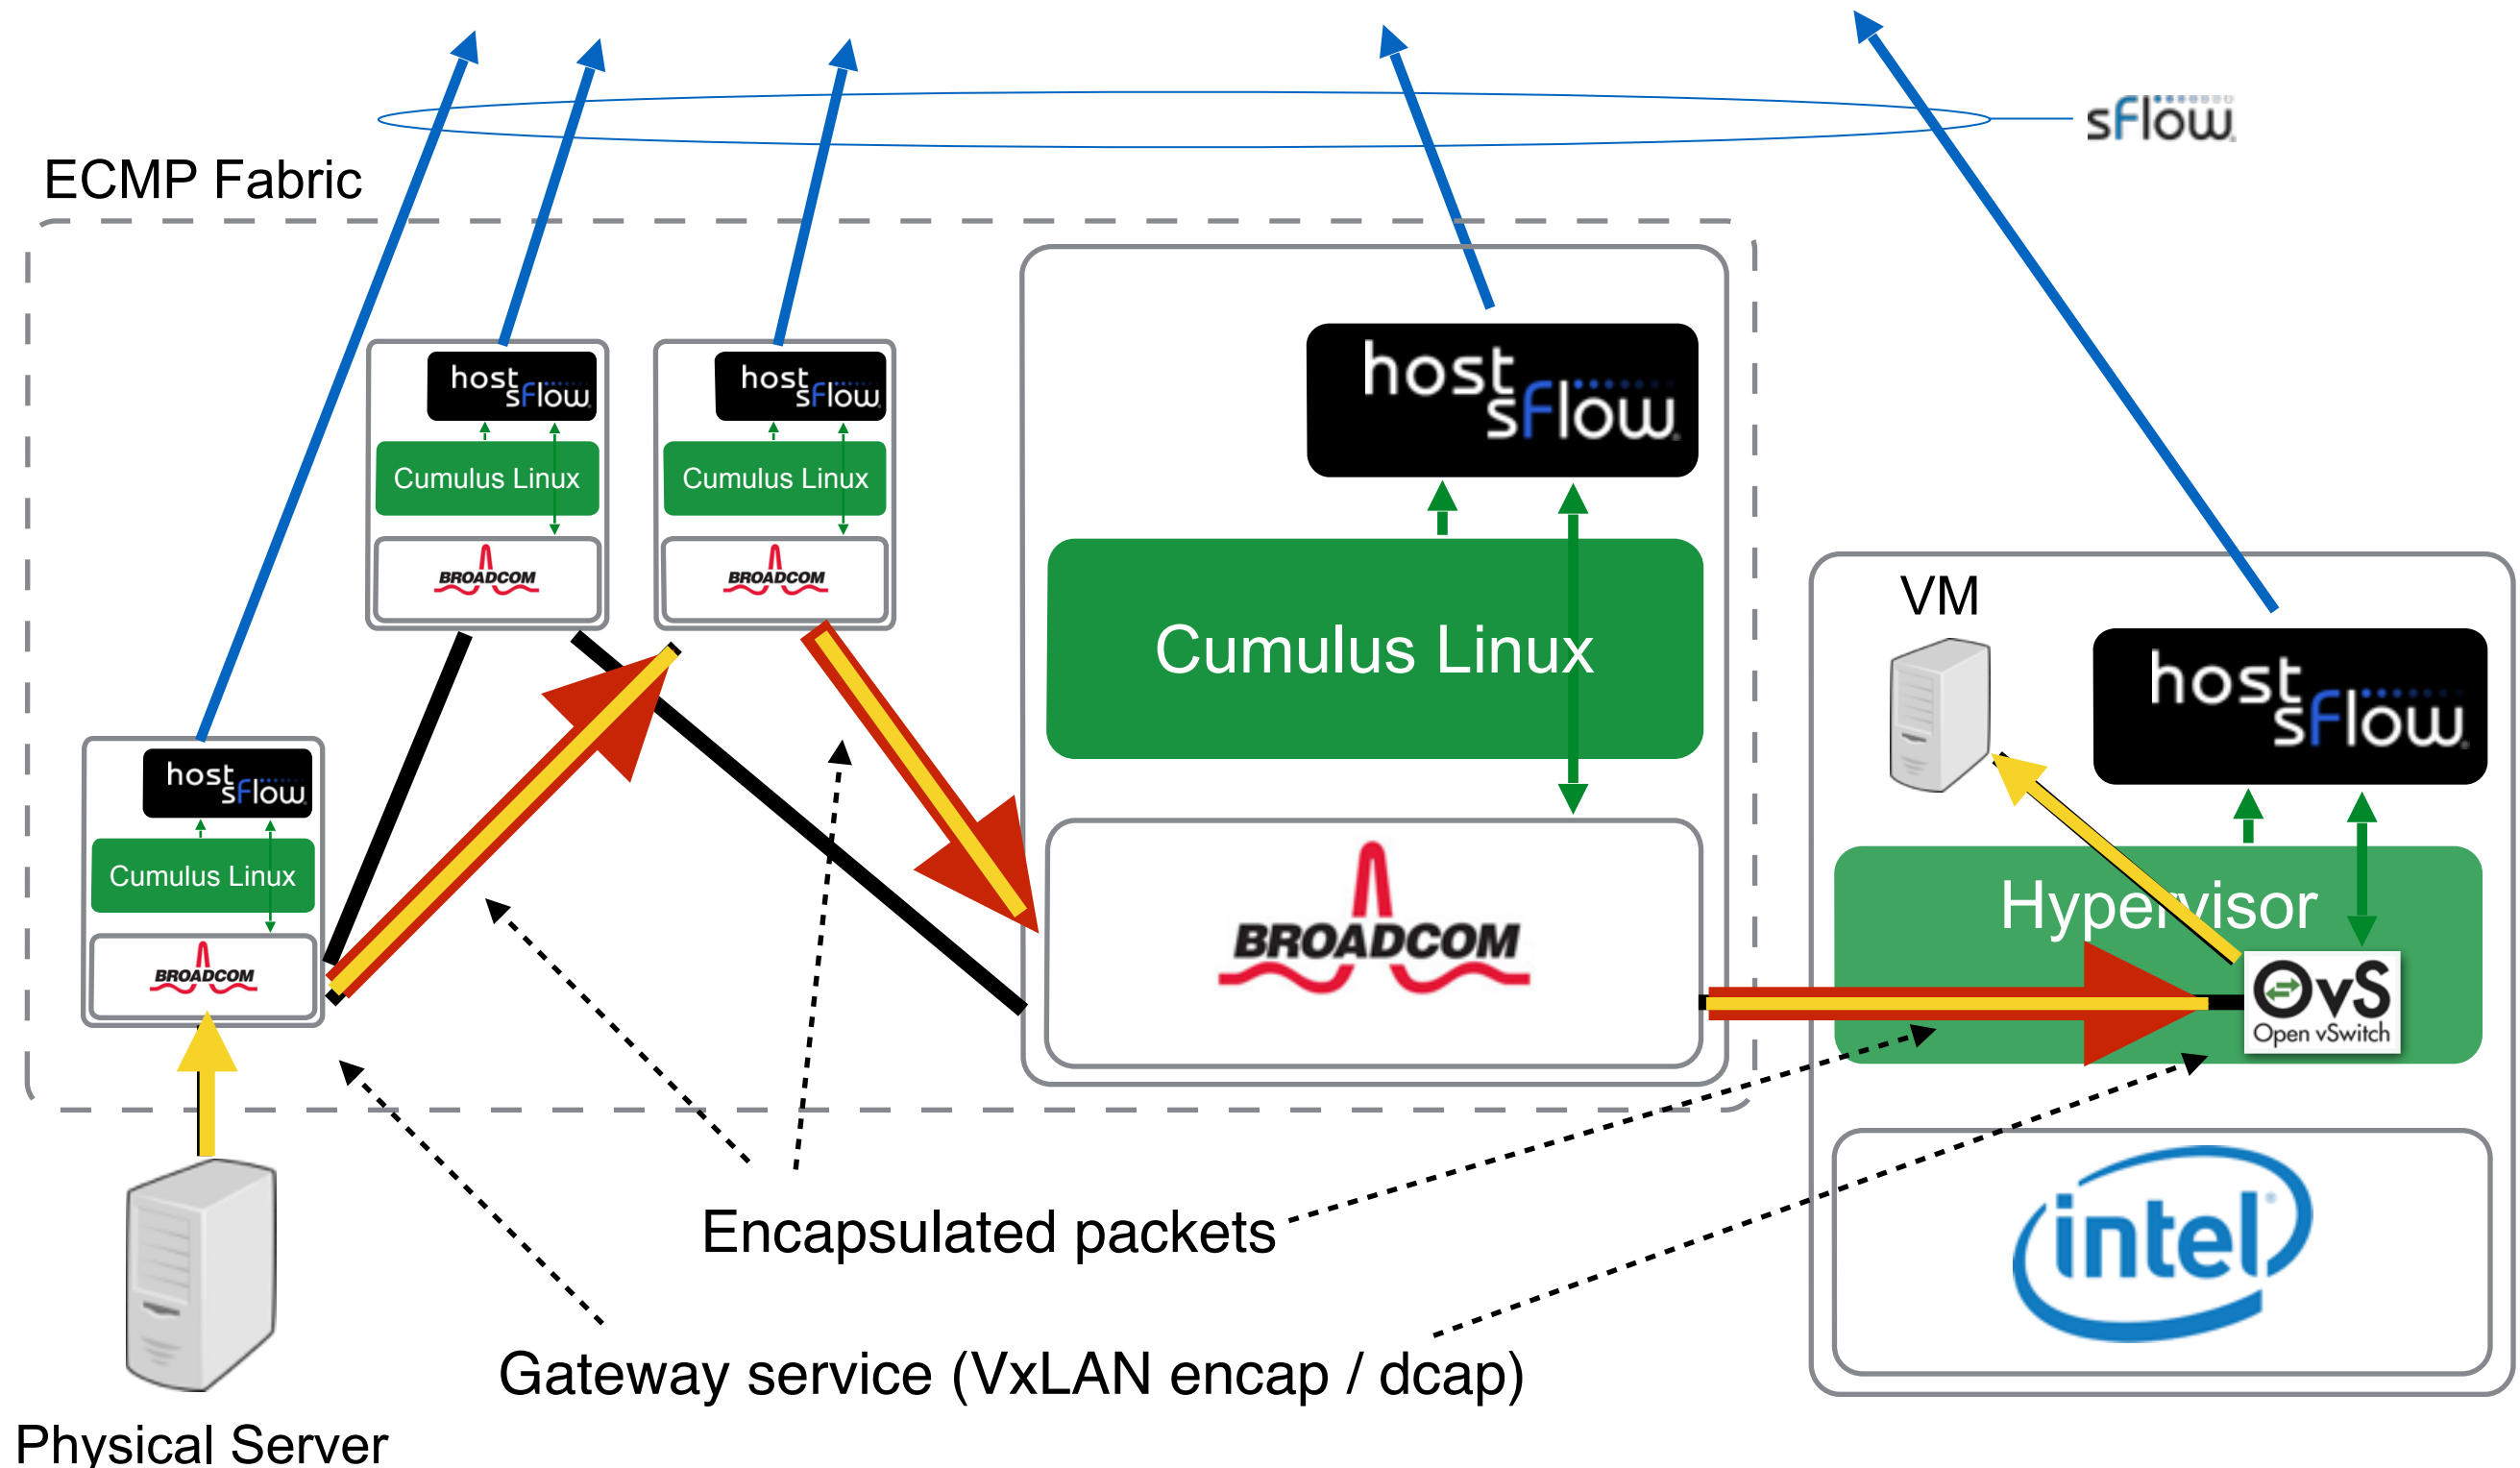 sFlow
ECMP Fabric
host
sFlow
Cumulus Linux
BROADCOM
host
sFlow
Cumulus Linux
BROADCOM
host
sFlow
Cumulus Linux
BROADCOM
VM
host
sFlow
Hypervisor
OvS
Open vSwitch
intel
host
sFlow
Cumulus Linux
BROADCOM
Encapsulated packets
Gateway service (VxLAN encap / dcap)
Physical Server